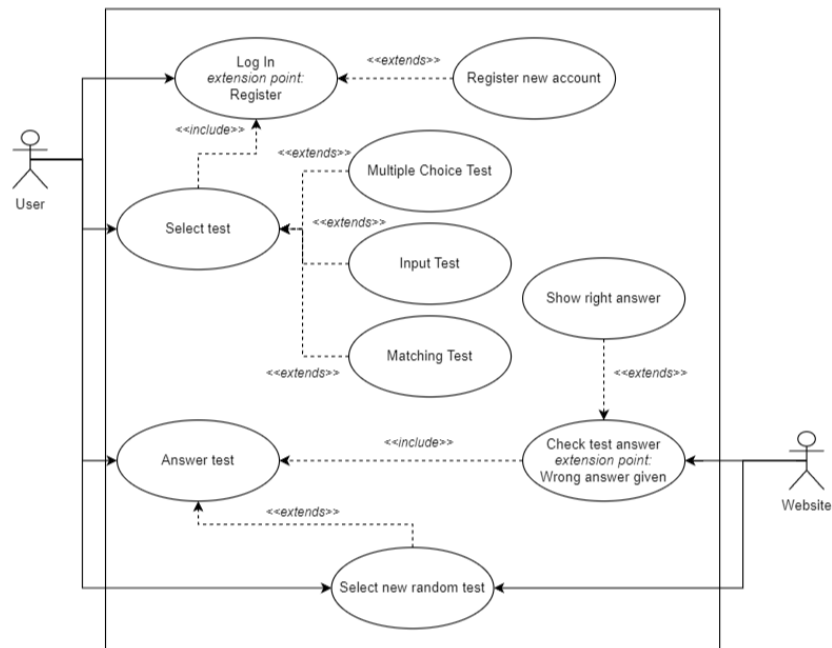 Log In
extension point:
Register
<<extends>>
Register new account
<<include>>
<<extends>>
Multiple Choice Test
User
Select test
<<extends>>
Input Test
Show right answer
Matching Test
<<extends>>
<<extends>>
Answer test
<<include>>
Check test answer
extension point:
Wrong answer given
Website
<<extends>>
Select new random test